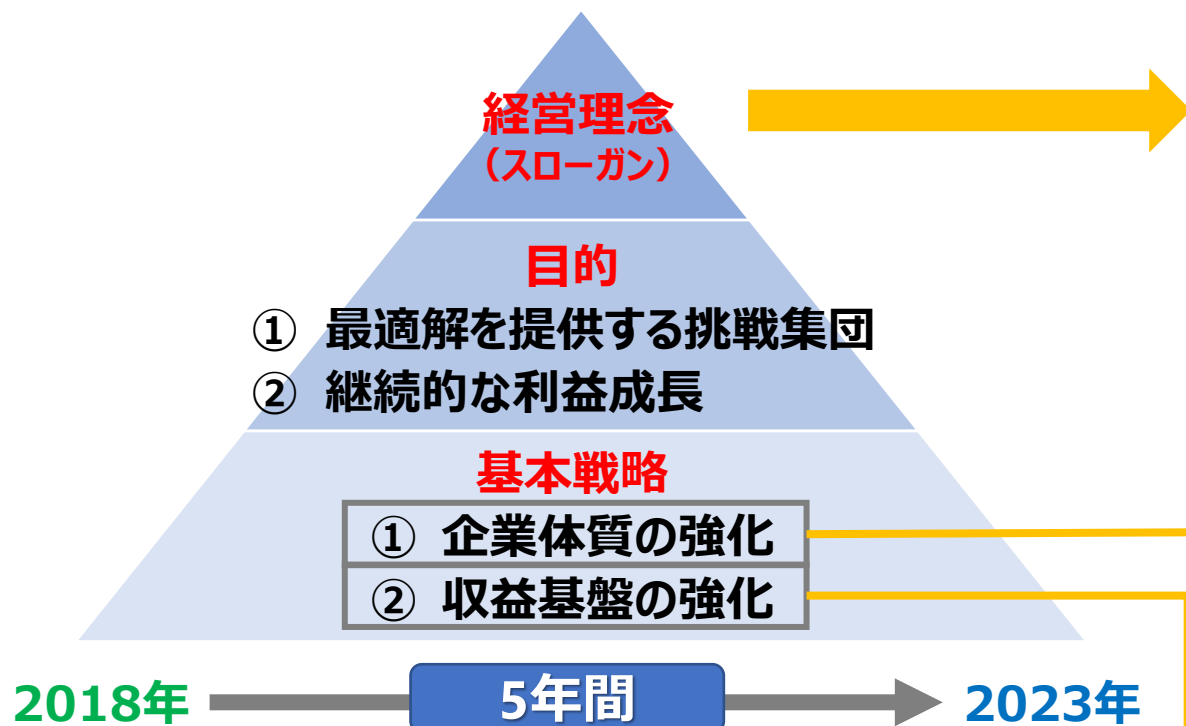 経営理念
(スローガン)
目的
① 最適解を提供する挑戦集団
② 継続的な利益成長
基本戦略
① 企業体質の強化
② 収益基盤の強化
2018年 5年間 2023年